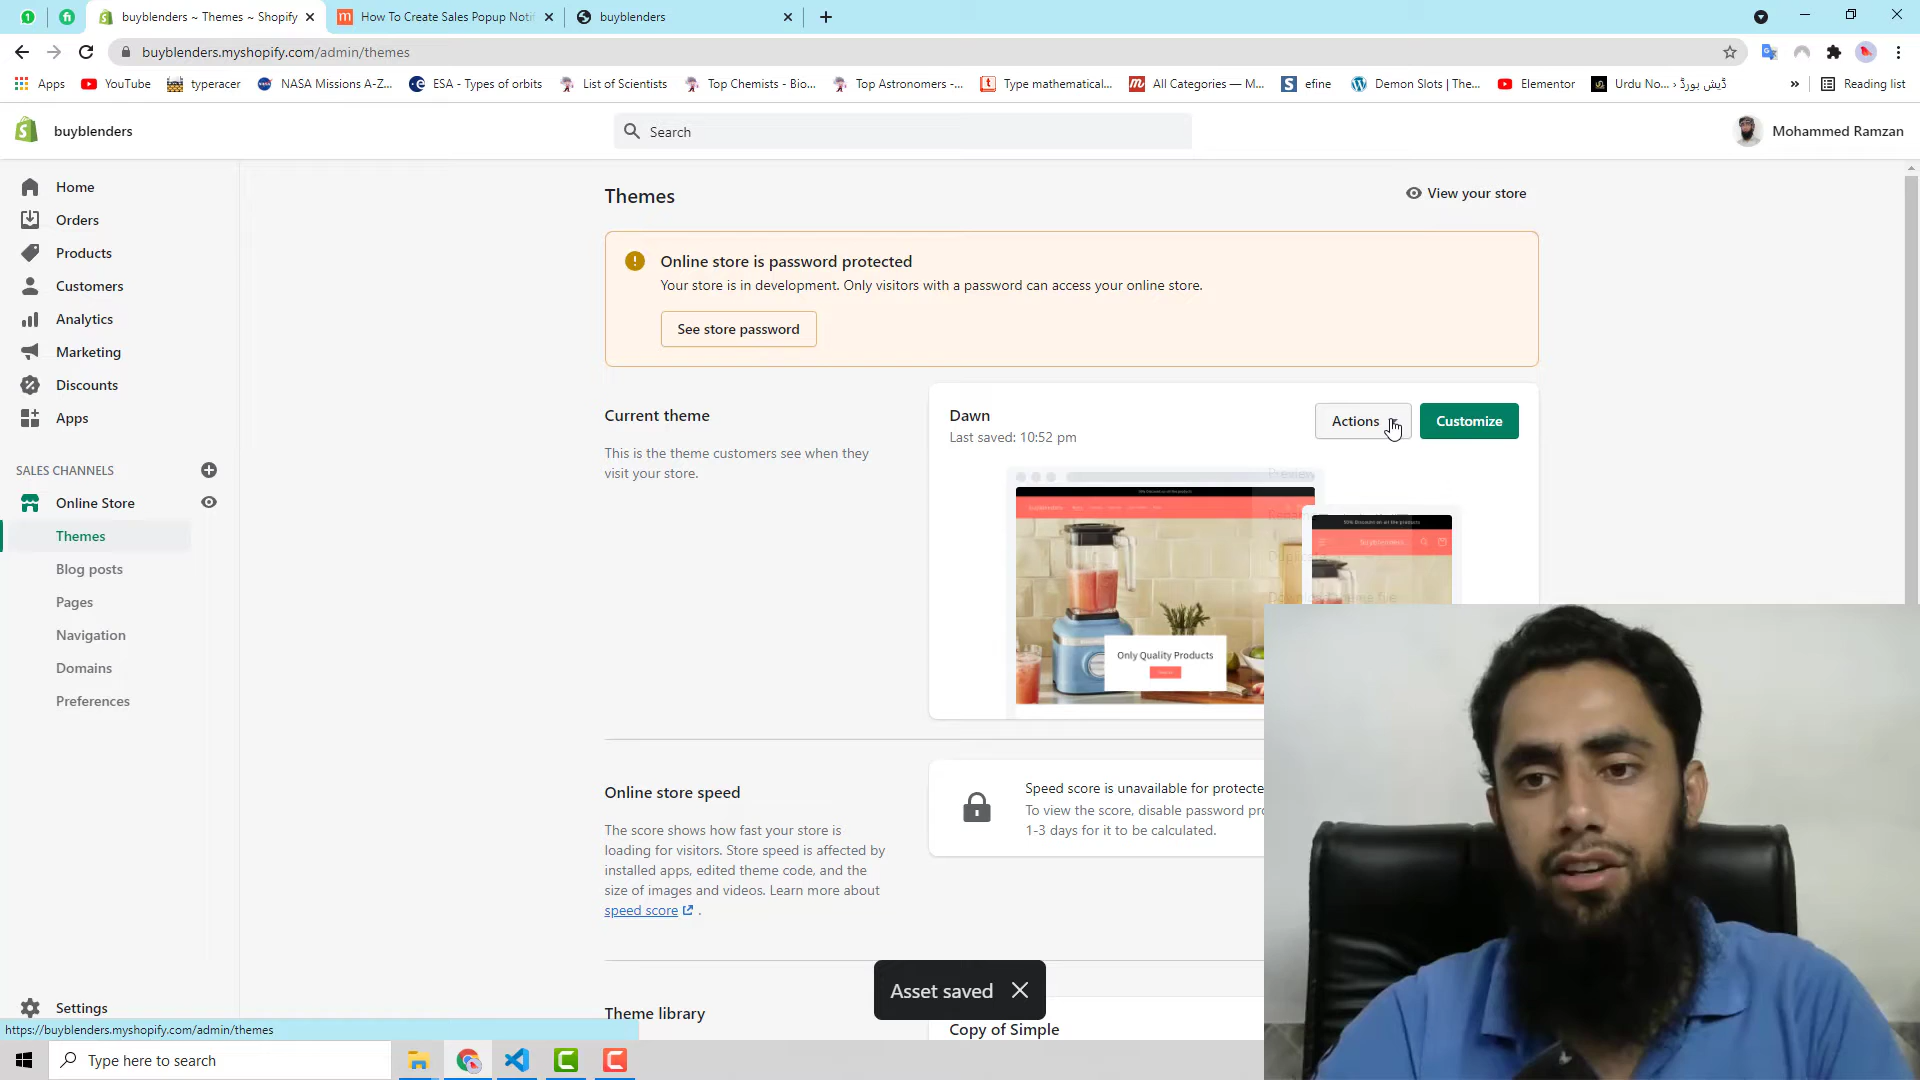 buyblenders ~ Themes ~ Shopify
How To Create Sales Popup Notif
buyblenders
buyblenders.myshopify.com/admin/themes
Apps
YouTube
typeracer
NASA Missions A-Z...
ESA - Types of orbits
List of Scientists
Top Chemists - Bio...
Top Astronomers -...
Type mathematical...
All Categories — M...
efine
Demon Slots | The...
Elementor
Urdu No... ‹ ڈیش بورڈ
»
Reading list
buyblenders
Search
Mohammed Ramzan
Home
Orders
Products
Customers
Analytics
Marketing
Discounts
Apps
SALES CHANNELS
Online Store
Themes
Blog posts
Pages
Navigation
Domains
Preferences
Settings
Themes
View your store
Online store is password protected
Your store is in development. Only visitors with a password can access your online store.
See store password
Current theme
This is the theme customers see when they
visit your store.
Dawn
Last saved: 10:52 pm
Actions
Customize
Preview
Only Quality Products
Online store speed
The score shows how fast your store is
loading for visitors. Store speed is affected by
installed apps, edited theme code, and the
size of images and videos. Learn more about
speed score .
Speed score is unavailable for protecte
To view the score, disable password pro
1-3 days for it to be calculated.
Asset saved
Theme library
Copy of Simple
https://buyblenders.myshopify.com/admin/themes
Type here to search